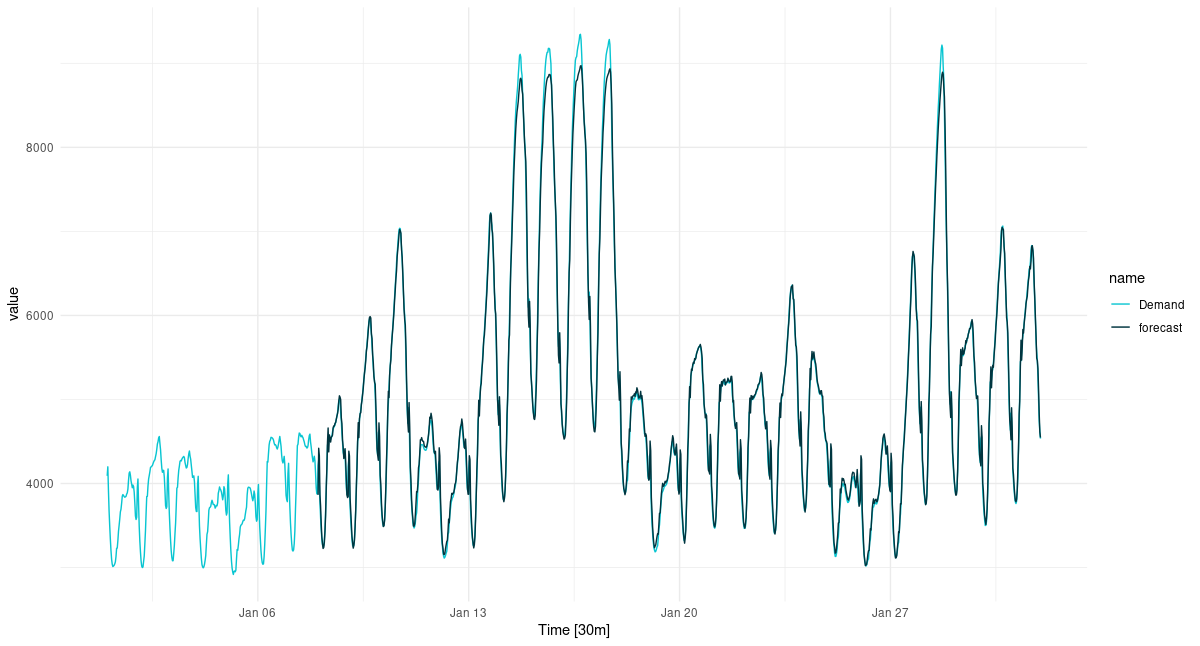 8000
6000
4000
value
Jan 06
Jan 13
Jan 20
Jan 27
Time [30m]
name
Demand
forecast